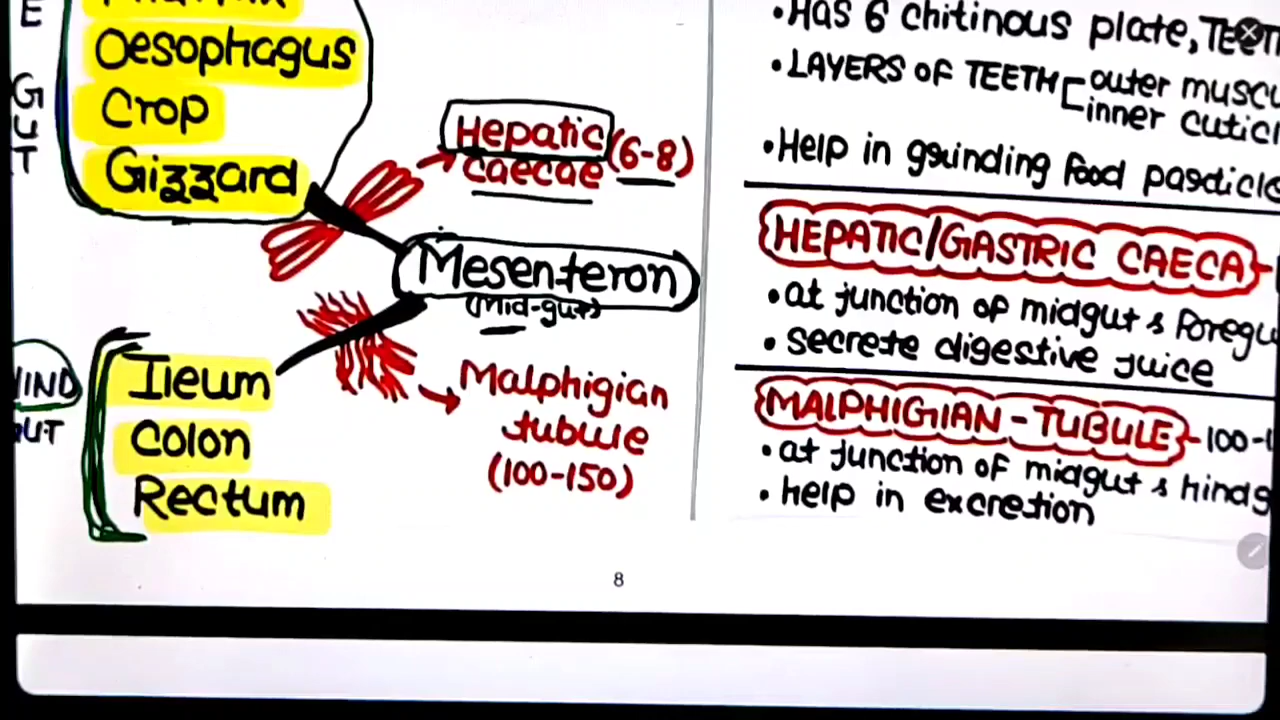 E
Oesophagus
Crop
Gizzard
G
U
T
Hepatic
caecae
(6-8)
Mesenteron
(mid-gut)
Ileum
Colon
Rectum
Malphigian
tubule
(100-150)
• Has 6 chitinous plate,
• LAYERS OF TEETH
outer
inner
• Help in grinding food
HEPATIC/GASTRIC CAECA
• at junction of midgut &
• secrete digestive juice
MALPHIGIAN - TUBULE
• at junction of midgut &
• help in excretion
8